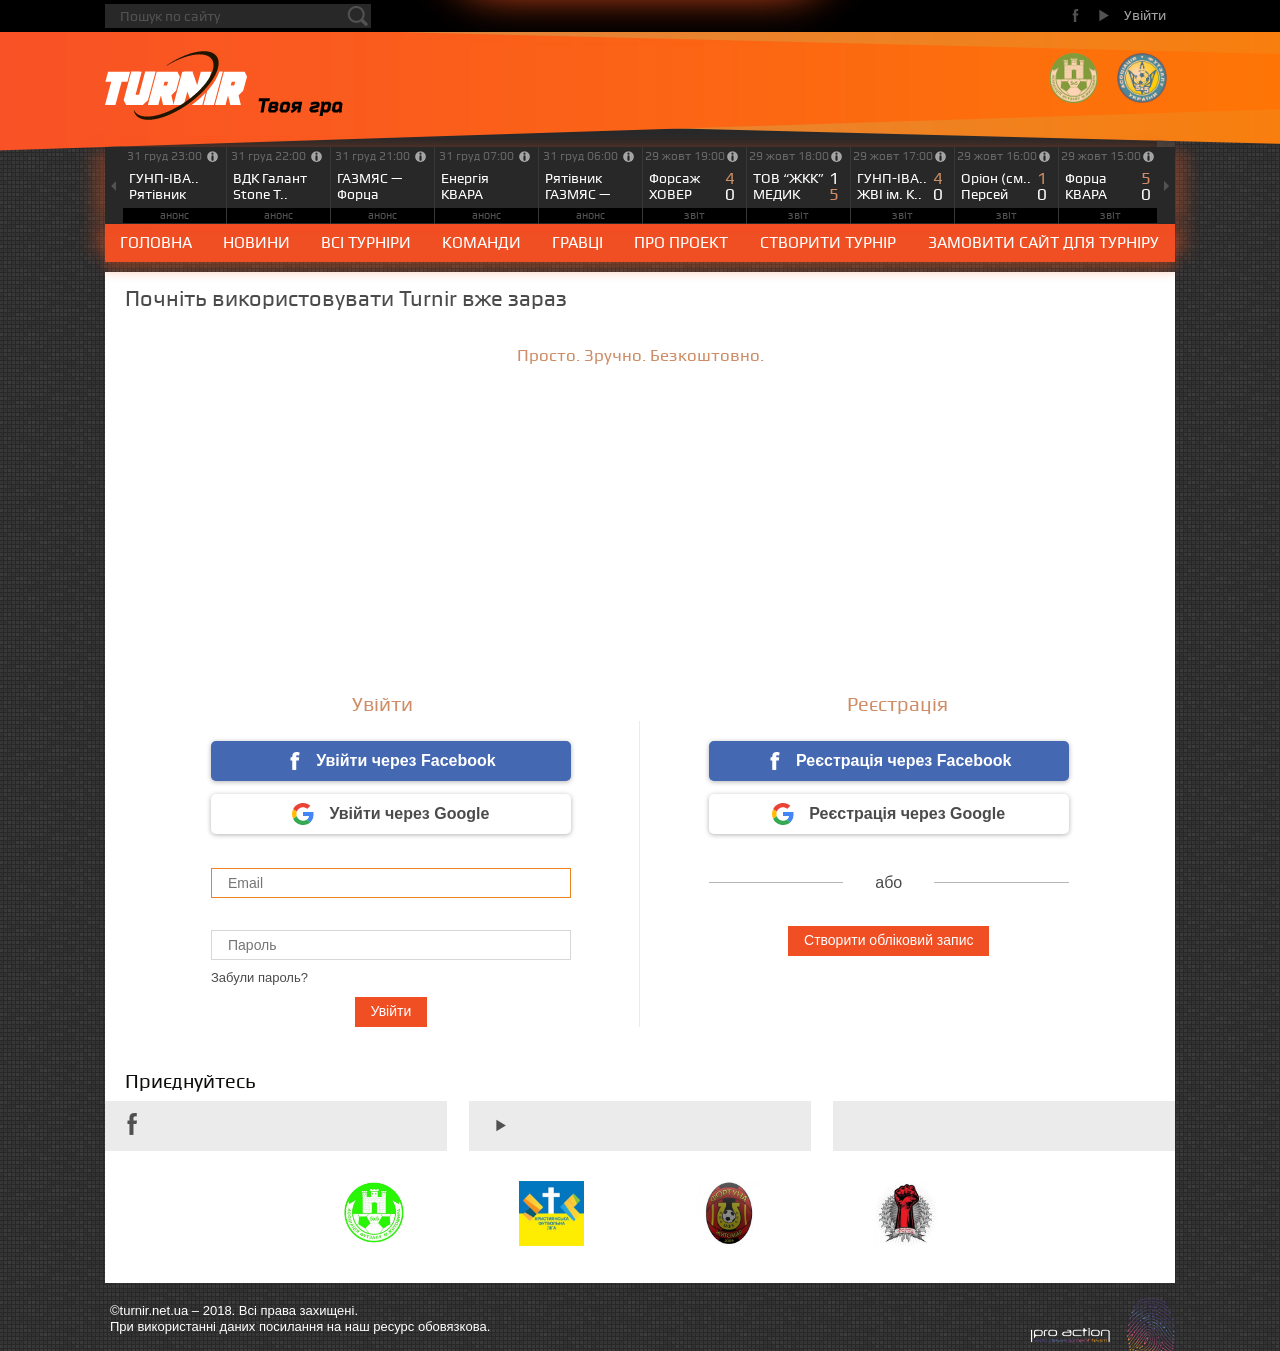 Пошук по сайту
Увійти
TURNIR
Твоя гра
31 груд 23:00
ГУНП-ІВА..
Рятівник
анонс
31 груд 22:00
ВДК Галант
Stone T..
анонс
31 груд 21:00
ГАЗМЯС —
Форца
анонс
31 груд 07:00
Енергія
КВАРА
анонс
31 груд 06:00
Рятівник
ГАЗМЯС —
анонс
29 жовт 19:00
Форсаж 4
ХОВЕР 0
звіт
29 жовт 18:00
ТОВ “ЖКК” 1
МЕДИК 5
звіт
29 жовт 17:00
ГУНП-ІВА.. 4
ЖВІ ім. К.. 0
звіт
29 жовт 16:00
Оріон (см.. 1
Персей 0
звіт
29 жовт 15:00
Форца 5
КВАРА 0
звіт
ГОЛОВНА НОВИНИ ВСІ ТУРНІРИ КОМАНДИ ГРАВЦІ ПРО ПРОЕКТ СТВОРИТИ ТУРНІР ЗАМОВИТИ САЙТ ДЛЯ ТУРНІРУ
Почніть використовувати Turnir вже зараз
Просто. Зручно. Безкоштовно.
Увійти
Увійти через Facebook
Увійти через Google
Email
Пароль
Забули пароль?
Увійти
Реєстрація
Реєстрація через Facebook
Реєстрація через Google
або
Створити обліковий запис
Приєднуйтесь
©turnir.net.ua – 2018. Всі права захищені.
При використанні даних посилання на наш ресурс обовязкова.
pro action